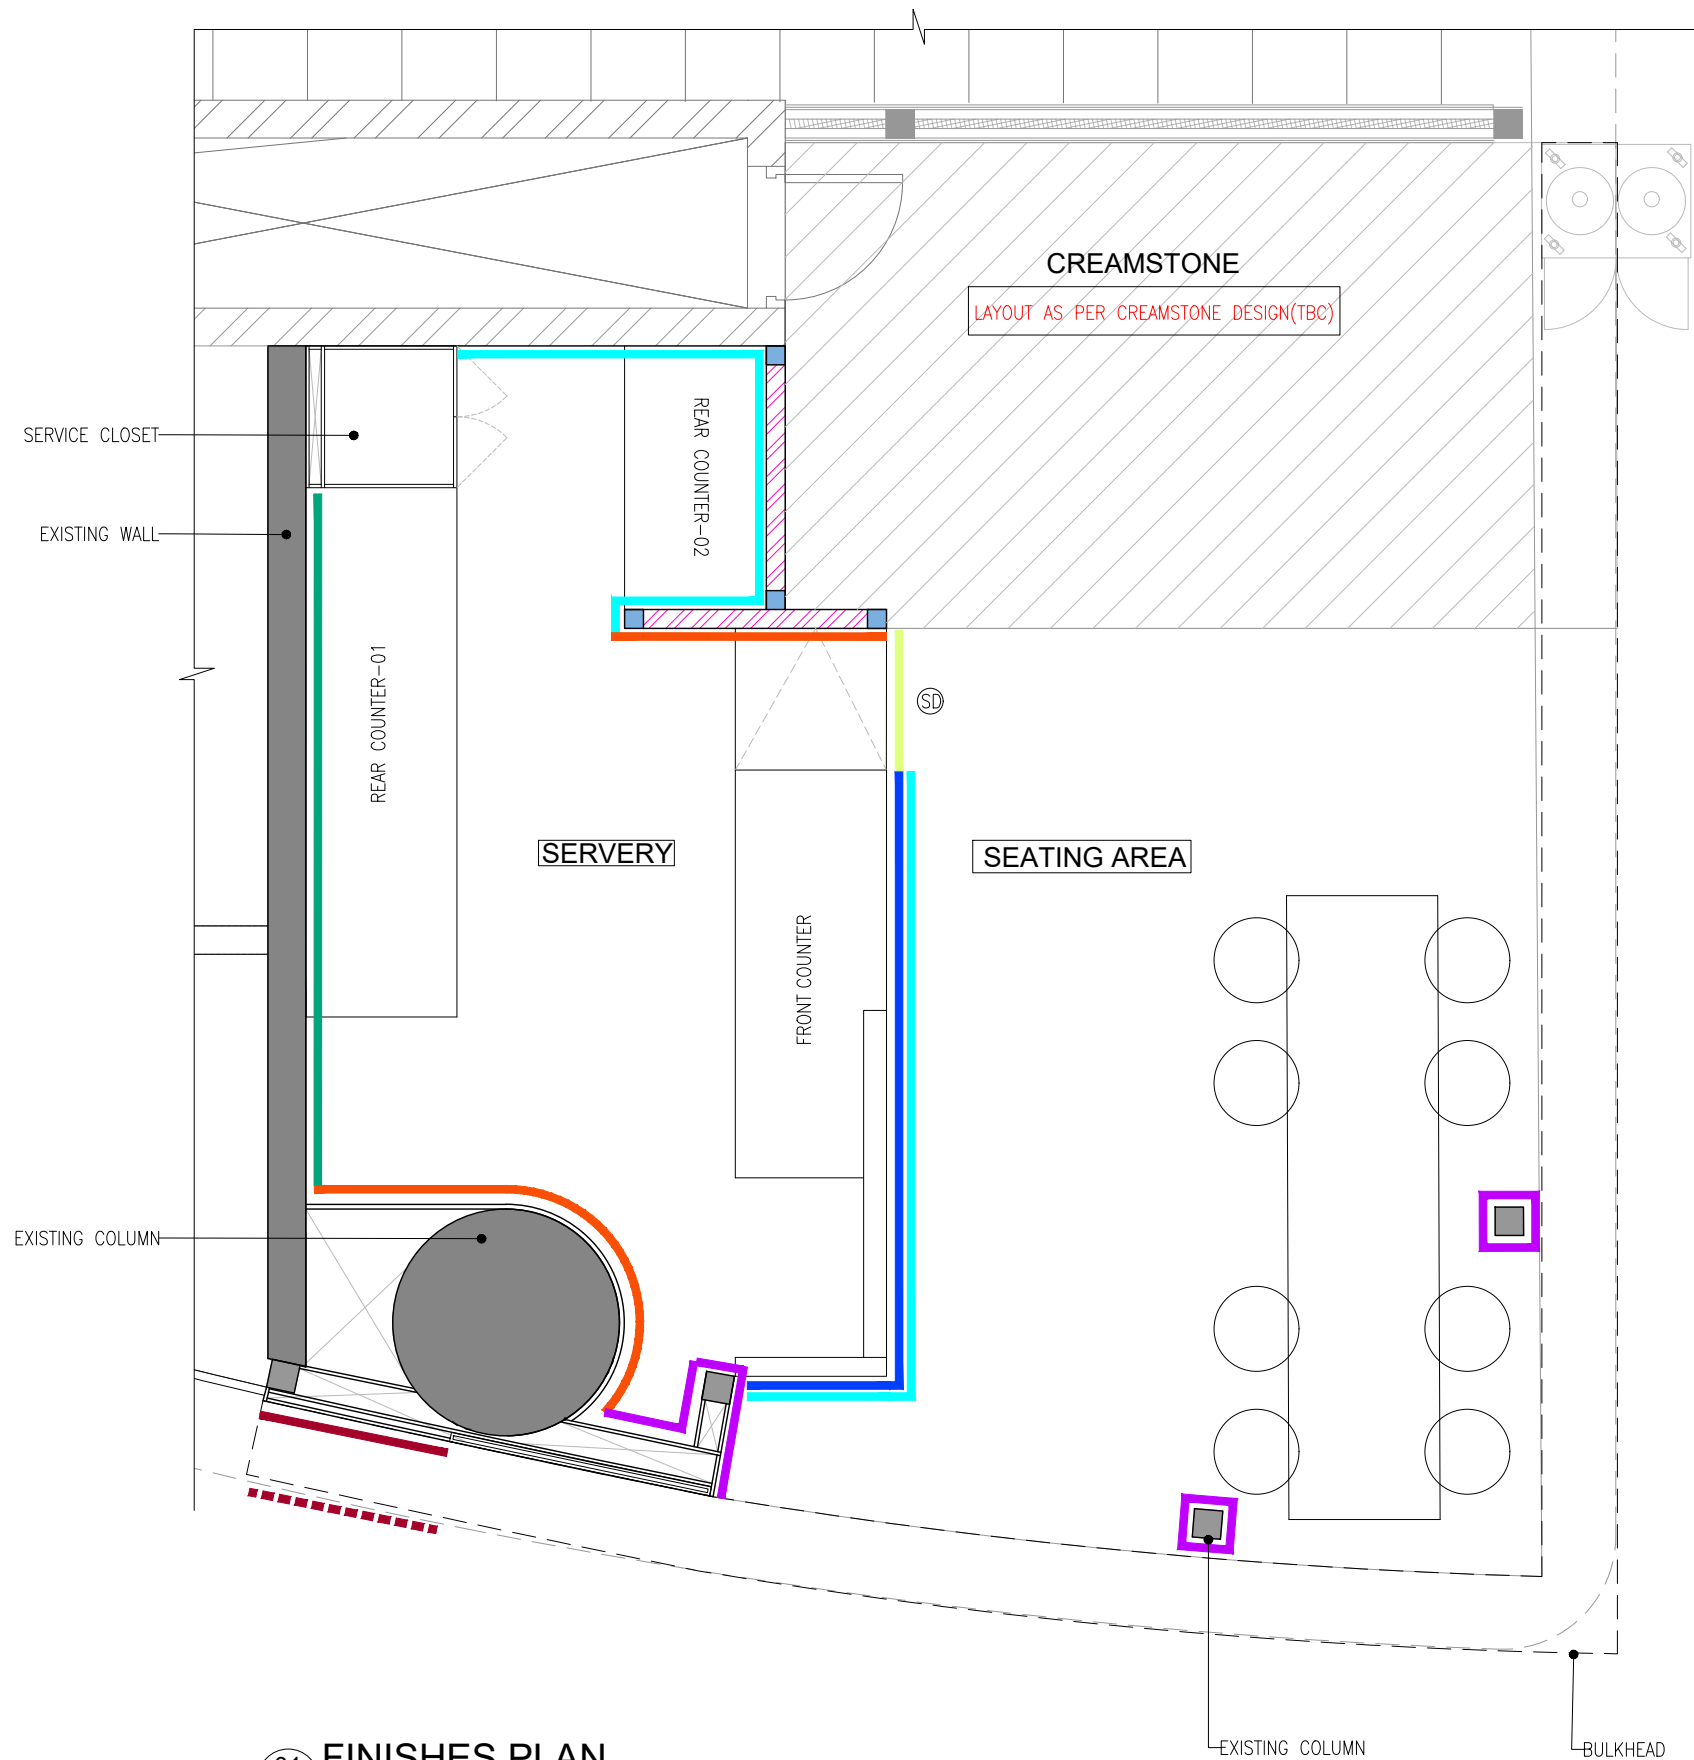 CREAMSTONE
LAYOUT AS PER CREAMSTONE DESIGN(TBC)
SERVICE CLOSET
REAR COUNTER-02
EXISTING WALL
REAR COUNTER-01
SD
SERVERY
SEATING AREA
FRONT COUNTER
EXISTING COLUMN
FINISHES PLAN
EXISTING COLUMN
BULKHEAD